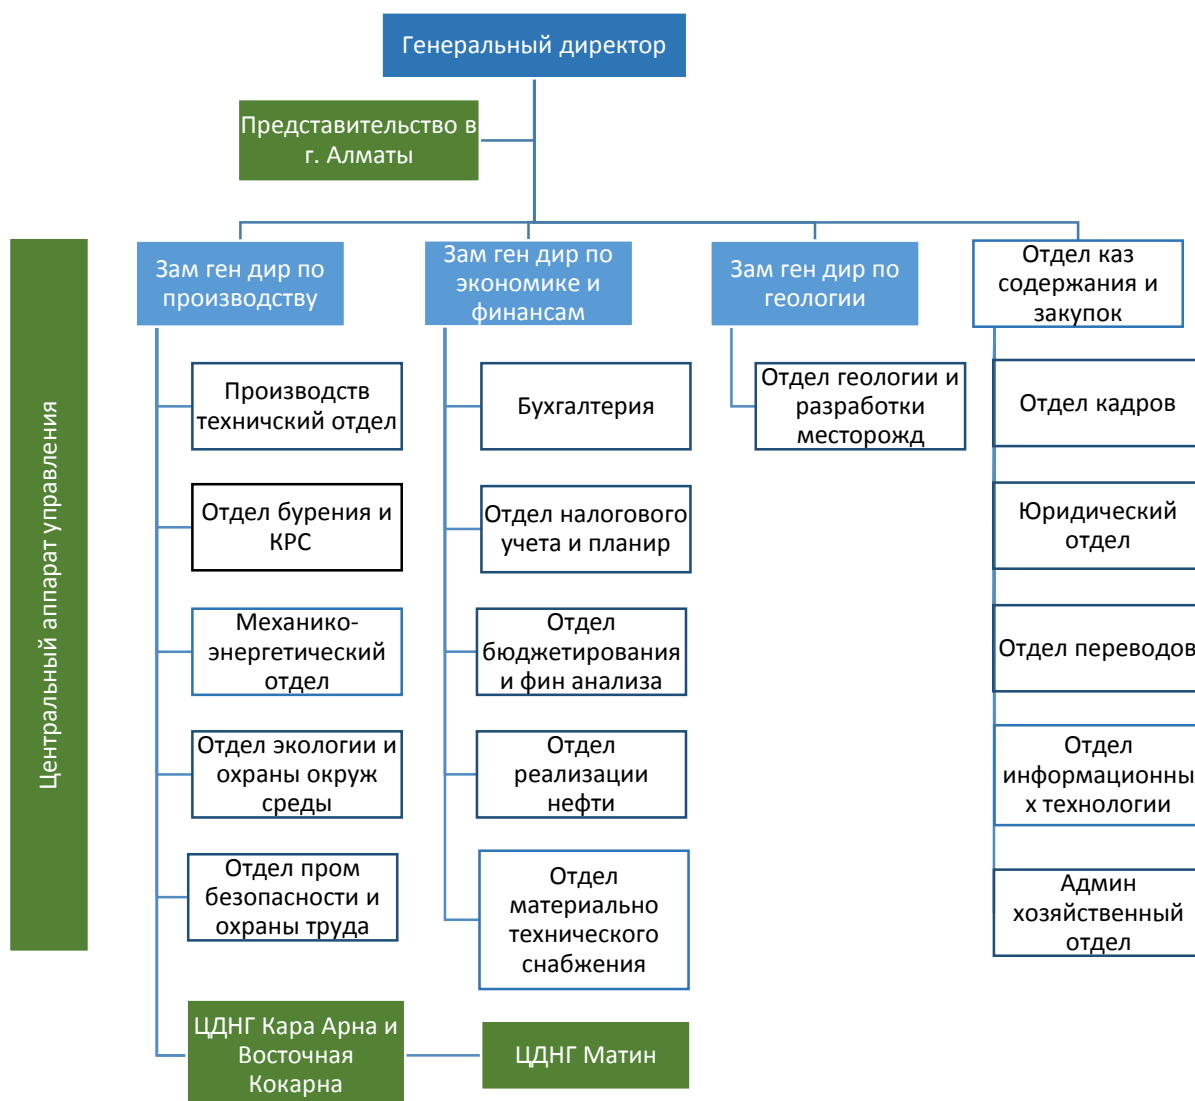 Генеральный директор
Представительство в
г. Алматы
Центральный аппарат управления
Зам ген дир по
производству
Зам ген дир по
экономике и
финансам
Зам ген дир по
геологии
Отдел каз
содержания и
закупок
Производств
техничский отдел
Бухгалтерия
Отдел геологии и
разработки
месторожд
Отдел кадров
Отдел бурения и
КРС
Отдел налогового
учета и планир
Юридический
отдел
Механико-
энергетический
отдел
Отдел
бюджетирования
и фин анализа
Отдел переводов
Отдел экологии и
охраны окруж
среды
Отдел
реализации
нефти
Отдел
информационны
х технологии
Отдел пром
безопасности и
охраны труда
Отдел
материально
технического
снабжения
Админ
хозяйственный
отдел
ЦДНГ Кара Арна и
Восточная
Кокарна
ЦДНГ Матин